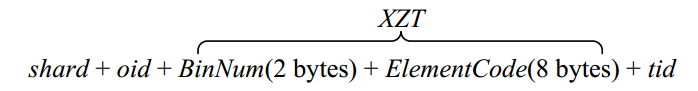 XZT
shard + oid + BinNum(2 bytes) + ElementCode(8 bytes) + tid